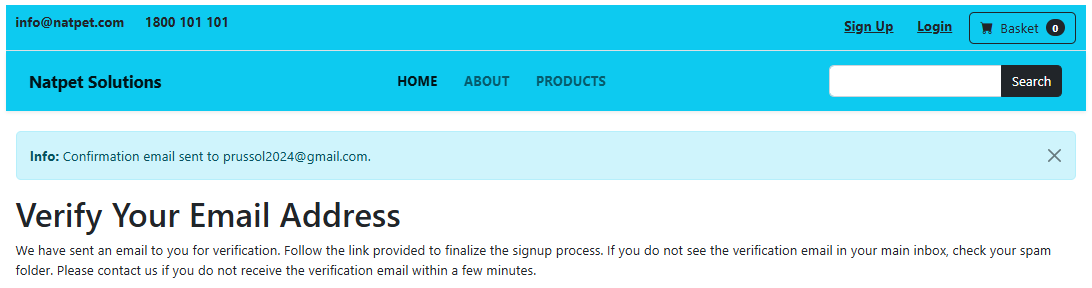 info@natpet.com 1800 101 101 Sign Up Login Basket 0
Natpet Solutions HOME ABOUT PRODUCTS Search
Info: Confirmation email sent to prussol2024@gmail.com.
Verify Your Email Address
We have sent an email to you for verification. Follow the link provided to finalize the signup process. If you do not see the verification email in your main inbox, check your spam
folder. Please contact us if you do not receive the verification email within a few minutes.